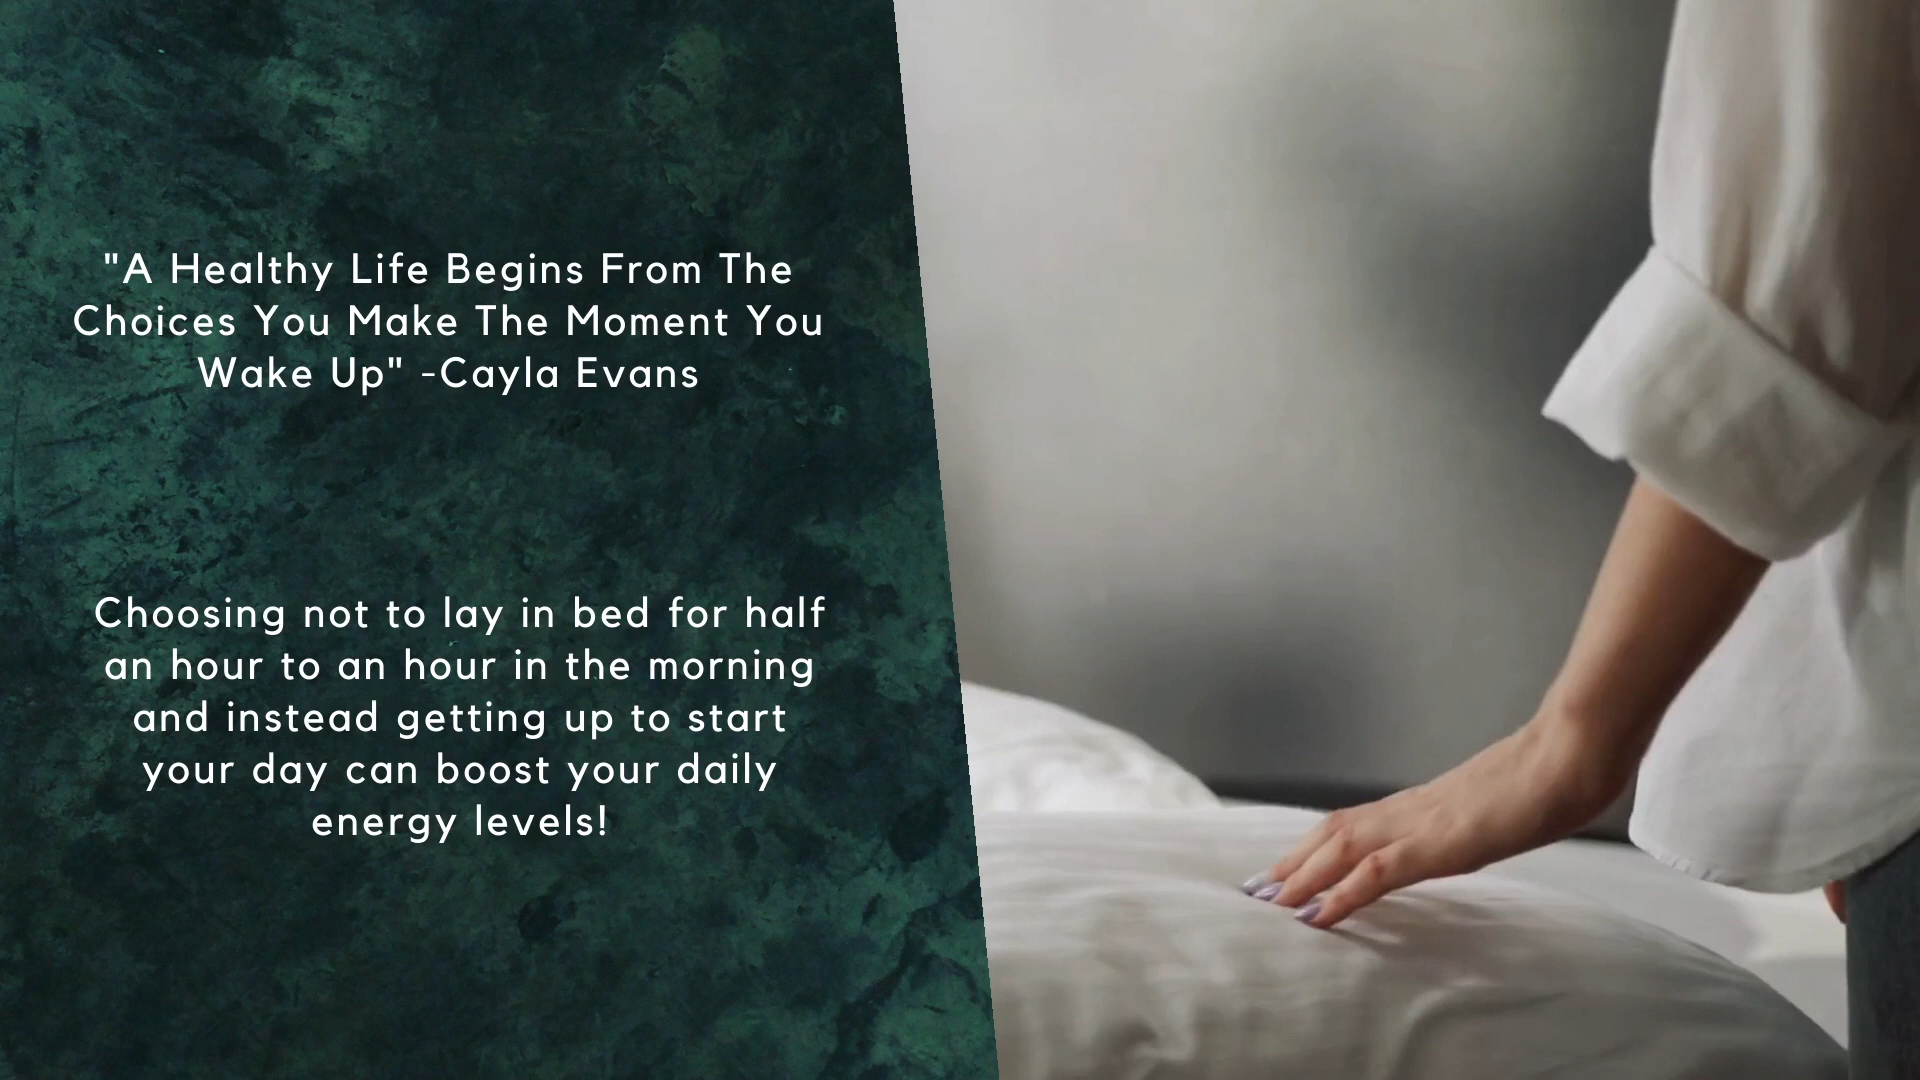 "A Healthy Life Begins From The
Choices You Make The Moment You
Wake Up" -Cayla Evans
Choosing not to lay in bed for half
an hour to an hour in the morning
and instead getting up to start
your day can boost your daily
energy levels!